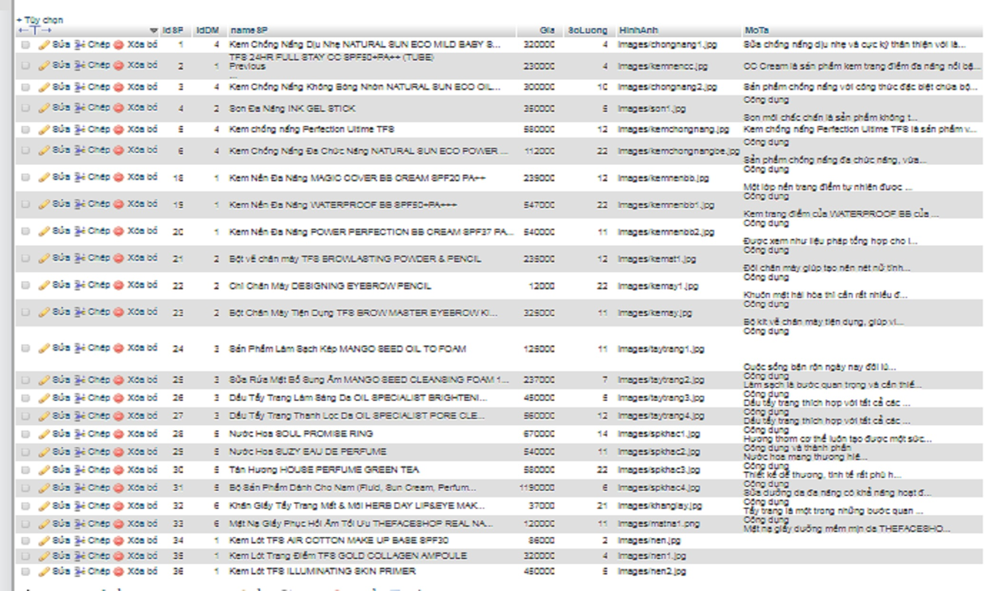 + Tùy chọn
←T→ idSP idDM nameSP Gia SoLuong HinhAnh MoTa
Sửa Chép Xóa bỏ 1 4 Kem Chống Nắng Dịu Nhẹ NATURAL SUN ECO MILD BABY S... 320000 4 images/chongnang1.jpg Sữa chống nắng dịu nhẹ và cực kỳ thân thiện với là...
TFS 24HR FULL STAY CC SPF50+PA++ (TUBE)
Sửa Chép Xóa bỏ 2 1 Previous 230000 4 images/kemnencc.jpg CC Cream là sản phẩm kem trang điểm đa năng nổi bậ...
...
Sửa Chép Xóa bỏ 3 4 Kem Chống Nắng Không Bóng Nhờn NATURAL SUN ECO OIL... 300000 10 images/chongnang2.jpg Sản phẩm chống nắng với công thức đặc biệt chứa bộ...
Công dụng
Sửa Chép Xóa bỏ 4 2 Son Đa Năng INK GEL STICK 350000 5 images/son1.jpg
Son môi chắc chắn là sản phẩm không t...
Sửa Chép Xóa bỏ 5 4 Kem chống nắng Perfection Ultime TFS 12 images/kemchongnang.jpg Kem chống nắng Perfection Ultime TFS là sản phẩm v...
Công dụng
Sửa Chép Xóa bỏ 6 4 Kem Chống Nắng Đa Chức Năng NATURAL SUN ECO POWER ... 112000 22 images/kemchongnangbe.jpg
Sản phẩm chống nắng đa chức năng, vừa...
Công dụng
Sửa Chép Xóa bỏ 18 1 Kem Nền Đa Năng MAGIC COVER BB CREAM SPF20 PA++ 12 images/kemnenbb.jpg
Một lớp nền trang điểm tự nhiên được ...
Công dụng
Sửa Chép Xóa bỏ 19 1 Kem Nền Đa Năng WATERPROOF BB SPF50+PA+++ 547000 22 images/kemnenbb1.jpg
Kem trang điểm của WATERPROOF BB của ...
Công dụng
Sửa Chép Xóa bỏ 20 1 Kem Nền Đa Năng POWER PERFECTION BB CREAM SPF37 PA... 540000 11 images/kemnenbb2.jpg
Được xem như liệu pháp tổng hợp cho l...
Công dụng
Sửa Chép Xóa bỏ 21 2 Bột vẽ chân mày TFS BROWLASTING POWDER & PENCIL 12 images/kemat1.jpg
Đôi chân mày giúp tạo nên nét nữ tính...
Công dụng
Sửa Chép Xóa bỏ 22 2 Chì Chân Mày DESIGNING EYEBROW PENCIL 12000 22 images/kemay1.jpg
Khuôn mặt hài hòa thì cần rất nhiều đ...
Công dụng
Sửa Chép Xóa bỏ 23 2 Bột Chân Mày Tiện Dụng TFS BROW MASTER EYEBROW KI... 11 images/kemay.jpg
Bộ kit vẽ chân mày tiện dụng, giúp vi...
Công dụng
Sửa Chép Xóa bỏ 24 3 Sản Phẩm Làm Sạch Kép MANGO SEED OIL TO FOAM 11 images/taytrang1.jpg
Cuộc sống bận rộn ngày nay đôi lú...
Công dụng
Sửa Chép Xóa bỏ 25 3 Sữa Rửa Mặt Bổ Sung Ẩm MANGO SEED CLEANSING FOAM 1... 237000 7 images/taytrang2.jpg
Làm sạch là bước quan trọng và cần thiế...
Công dụng
Sửa Chép Xóa bỏ 26 3 Dầu Tẩy Trang Làm Sáng Da OIL SPECIALIST BRIGHTENI... 450000 5 images/taytrang3.jpg
Dầu tẩy trang thích hợp với tất cả các ...
Công dụng
Sửa Chép Xóa bỏ 27 3 Dầu Tẩy Trang Thanh Lọc Da OIL SPECIALIST PORE CLE... 12 images/taytrang4.jpg
Dầu tẩy trang thích hợp với tất cả các ...
Công dụng
Sửa Chép Xóa bỏ 28 5 Nước Hoa SOUL PROMISE RING 670000 14 images/spkhac1.jpg
Hương thơm cơ thể luôn tạo được một sức...
Công dụng và thành phần
Sửa Chép Xóa bỏ 29 5 Nước Hoa SUZY EAU DE PERFUME 540000 11 images/spkhac2.jpg
Nước hoa mang thương hiệ...
Công dụng
Sửa Chép Xóa bỏ 30 5 Tán Hương HOUSE PERFUME GREEN TEA 22 images/spkhac3.jpg
Thiết kế dễ thương, tinh tế rất phù h...
Công dụng
Sửa Chép Xóa bỏ 31 5 Bộ Sản Phẩm Dành Cho Nam (Fluid, Sun Cream, Perfum... 1190000 6 images/spkhac4.jpg
Sữa dưỡng da đa năng có khả năng hoạt đ...
Công dụng
Sửa Chép Xóa bỏ 32 6 Khăn Giấy Tẩy Trang Mắt & Môi HERB DAY LIP&EYE MAK... 37000 21 images/khangiay.jpg
Tẩy trang là một trong những bước quan ...
Công dụng
Sửa Chép Xóa bỏ 33 6 Mặt Nạ Giấy Phục Hồi Ẩm Tối Ưu THEFACESHOP REAL NA... 120000 11 images/matna1.png
Mặt nạ giấy dưỡng mềm mịn da THEFACESHO...
Sửa Chép Xóa bỏ 34 1 Kem Lót TFS AIR COTTON MAKE UP BASE SPF30 2 images/nen.jpg
Sửa Chép Xóa bỏ 35 1 Kem Lót Trang Điểm TFS GOLD COLLAGEN AMPOULE 320000 4 images/nen1.jpg
Sửa Chép Xóa bỏ 36 1 Kem Lót TFS ILLUMINATING SKIN PRIMER 450000 5 images/nen2.jpg